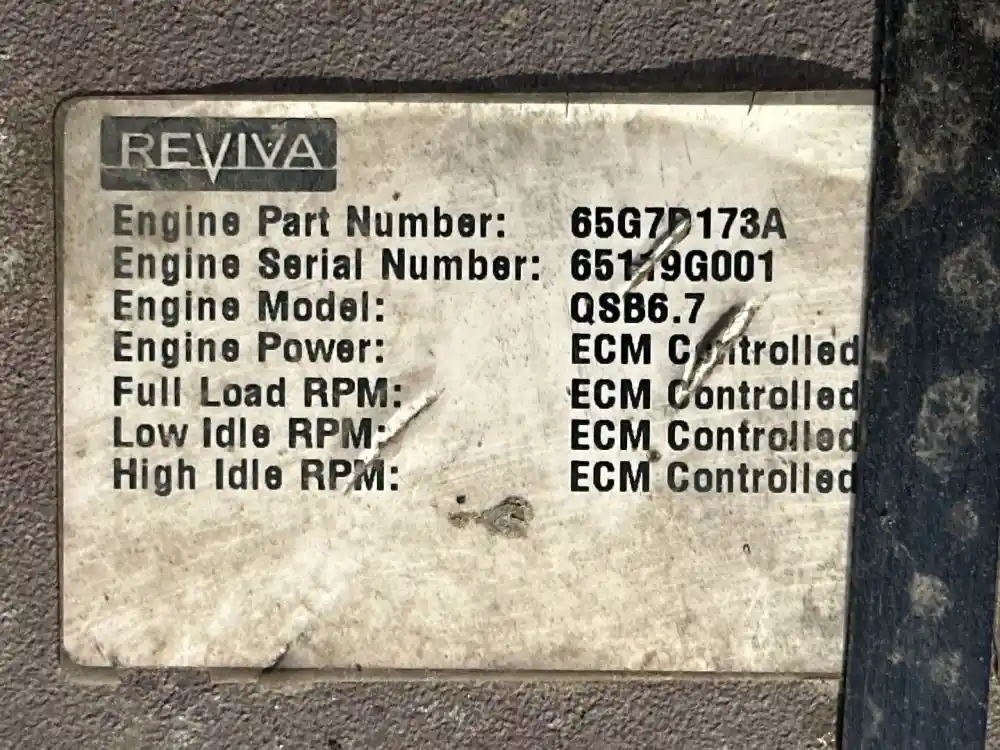 REVIVA
Engine Part Number: 65G7D173A
Engine Serial Number: 65119G001
Engine Model: QSB6.7
Engine Power: ECM Controlled
Full Load RPM: ECM Controlled
Low Idle RPM: ECM Controlled
High Idle RPM: ECM Controlled